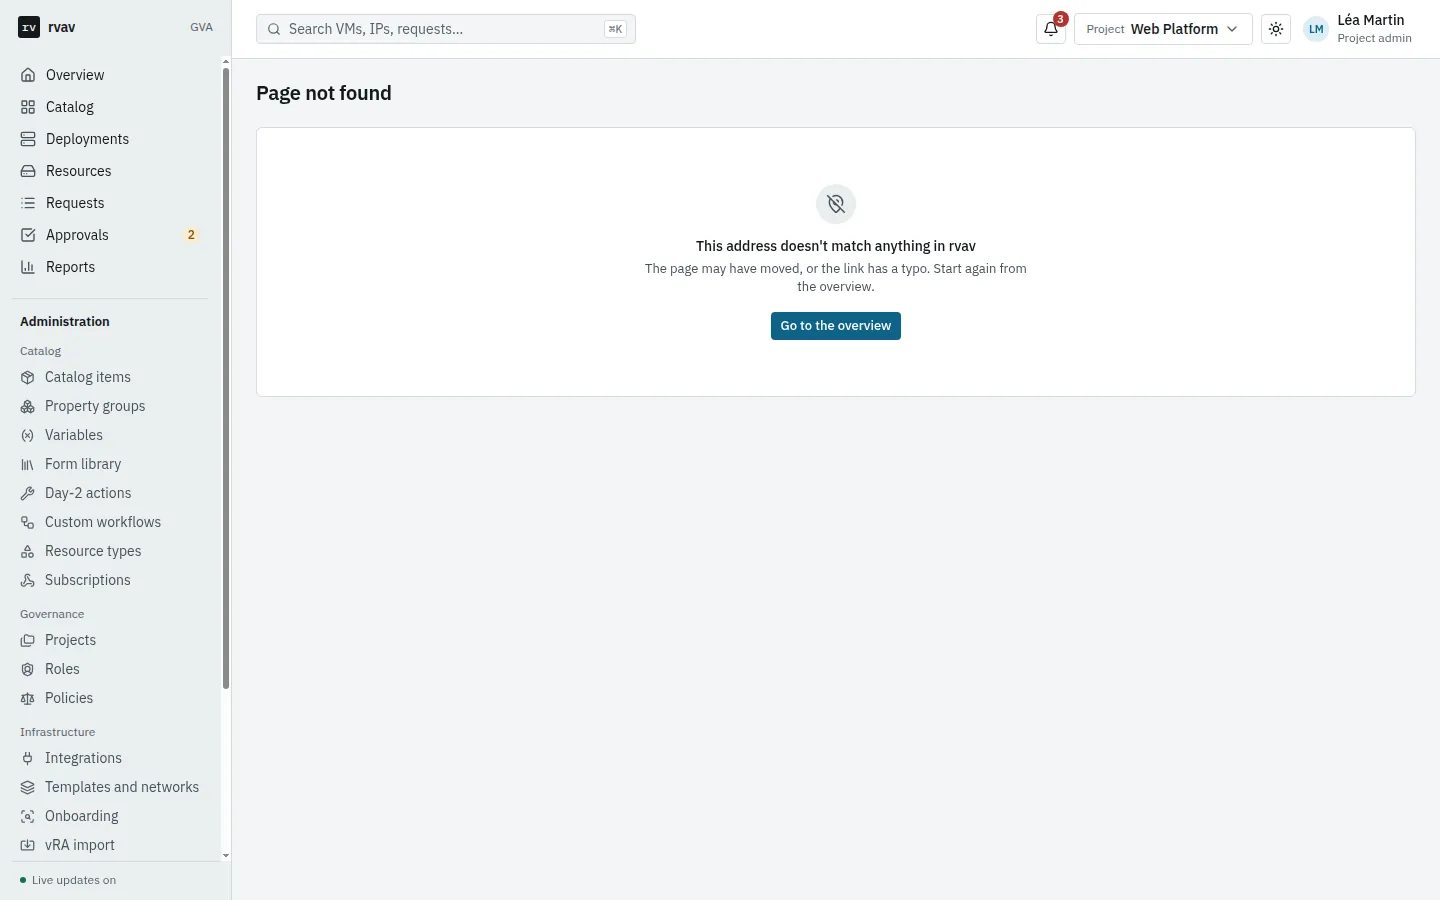 rv rvav GVA
Overview
Catalog
Deployments
Resources
Requests
Approvals 2
Reports
Administration
Catalog
Catalog items
Property groups
Variables
Form library
Day-2 actions
Custom workflows
Resource types
Subscriptions
Governance
Projects
Roles
Policies
Infrastructure
Integrations
Templates and networks
Onboarding
vRA import
Live updates on
Search VMs, IPs, requests... ⌘K
3
Project Web Platform
LM
Léa Martin
Project admin
Page not found
This address doesn't match anything in rvav
The page may have moved, or the link has a typo. Start again from
the overview.
Go to the overview